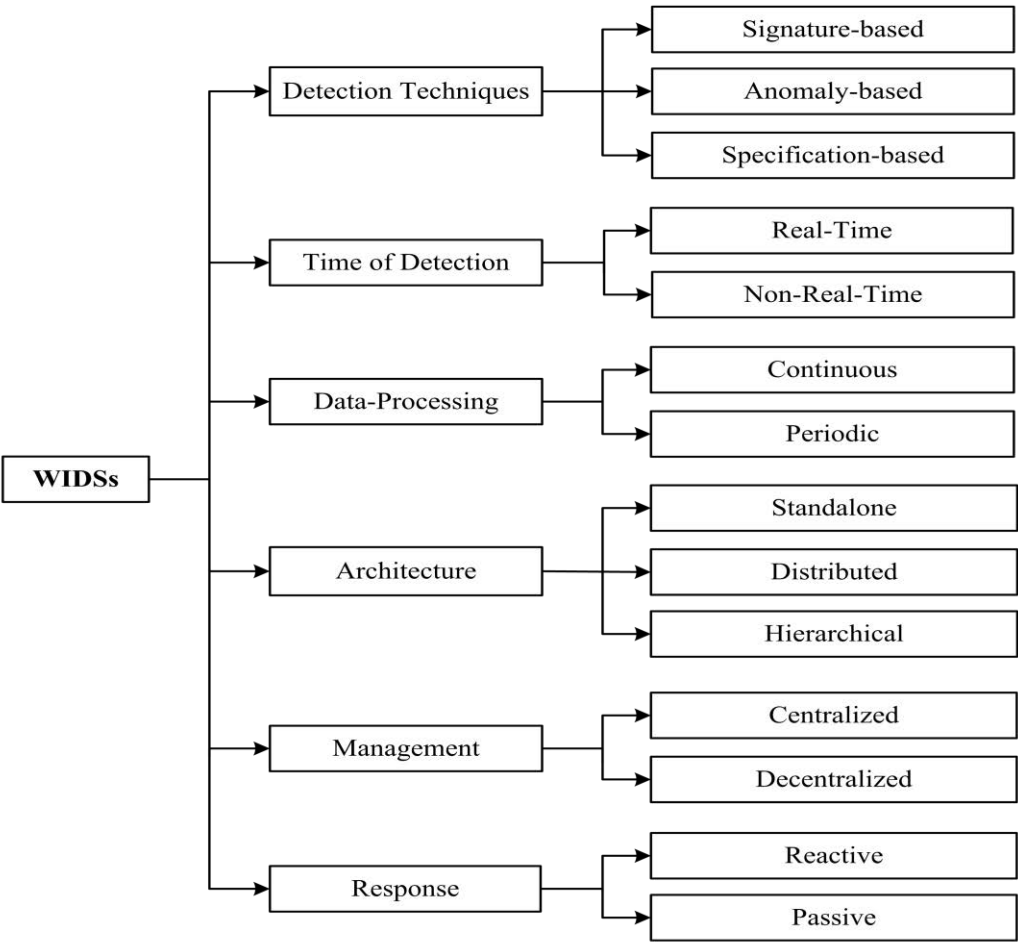 WIDSs
Detection Techniques
Signature-based
Anomaly-based
Specification-based
Time of Detection
Real-Time
Non-Real-Time
Data-Processing
Continuous
Periodic
Architecture
Standalone
Distributed
Hierarchical
Management
Centralized
Decentralized
Response
Reactive
Passive